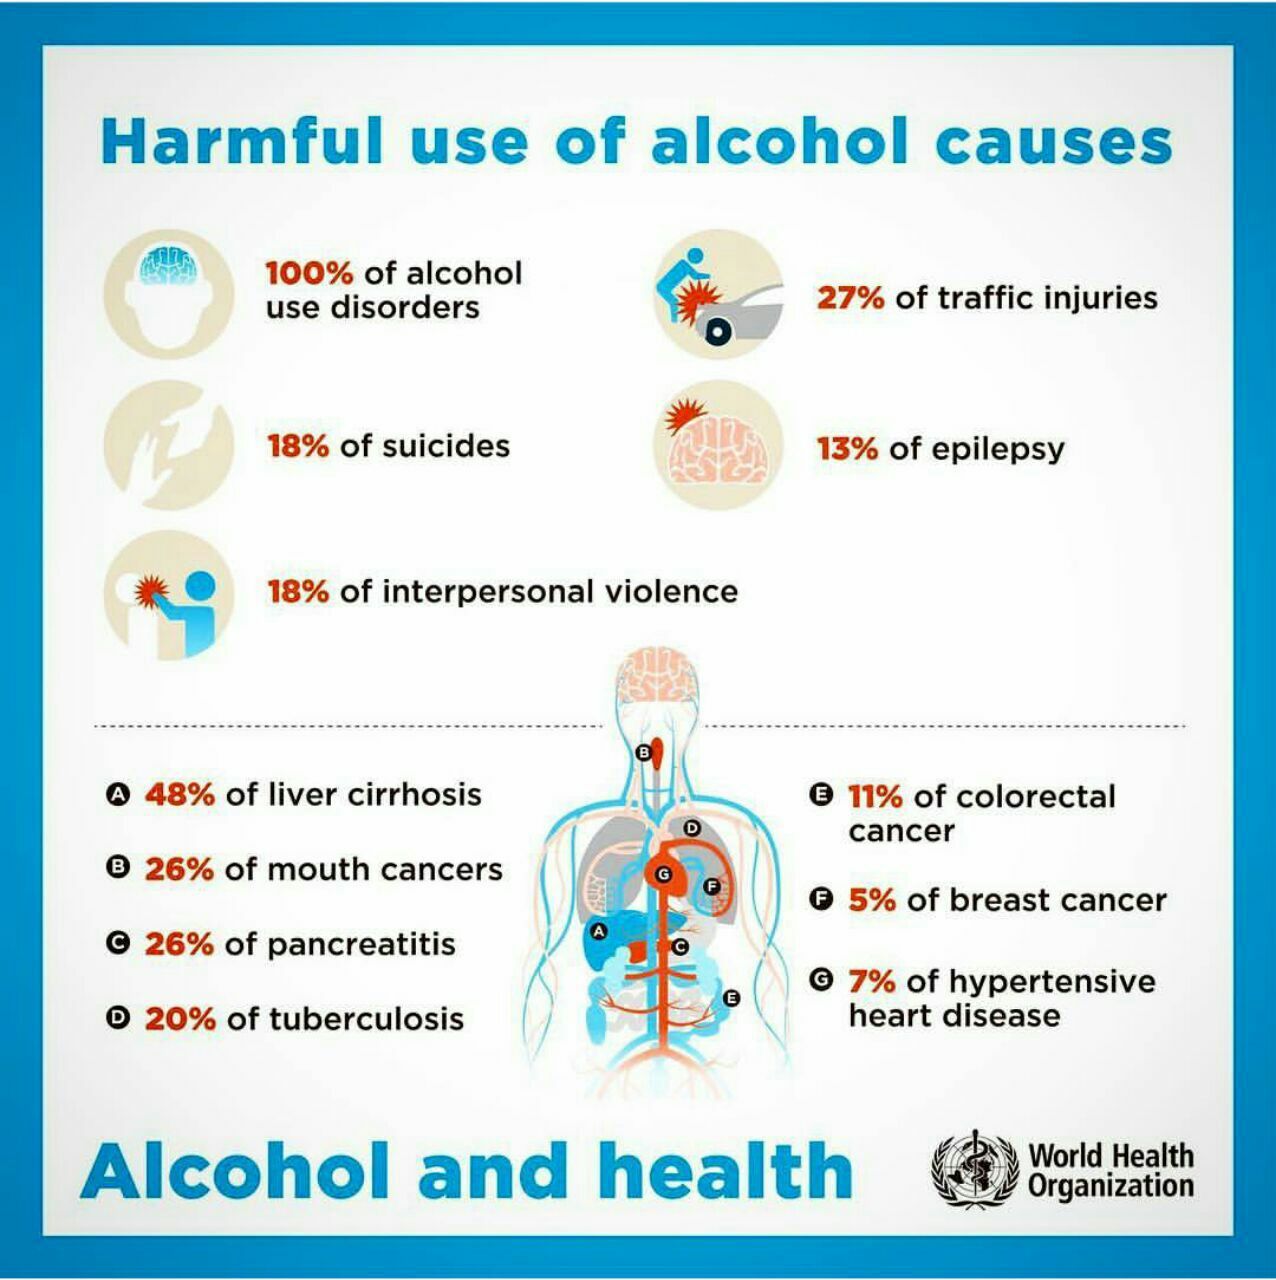 Harmful use of alcohol causes
100% of alcohol
use disorders
27% of traffic injuries
18% of suicides
13% of epilepsy
18% of interpersonal violence
A 48% of liver cirrhosis
B 26% of mouth cancers
C 26% of pancreatitis
D 20% of tuberculosis
B
D
G
F
A
C
E
E 11% of colorectal
cancer
F 5% of breast cancer
G 7% of hypertensive
heart disease
Alcohol and health
World Health
Organization